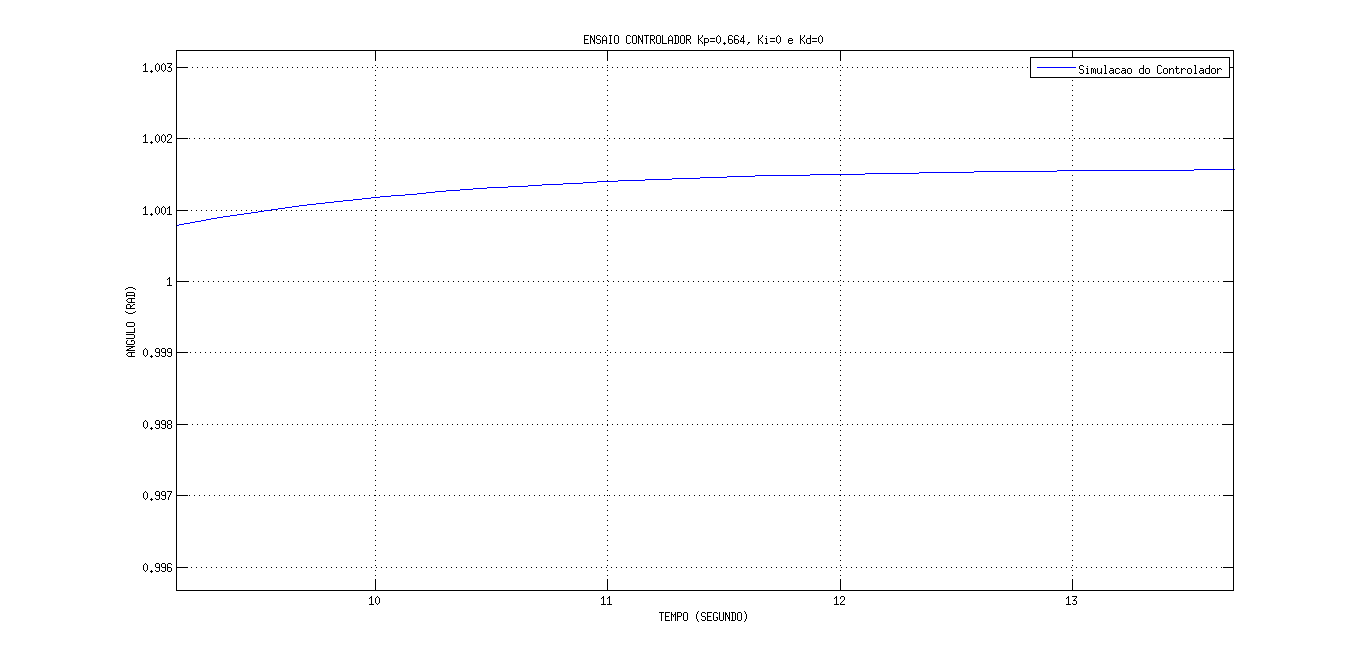 ENSAIO CONTROLADOR Kp=0.664, Ki=0 e Kd=0
Simulacao do Controlador
1.003
1.002
1.001
1
0.999
0.998
0.997
0.996
ANGULO (RAD)
10 11 12 13
TEMPO (SEGUNDO)